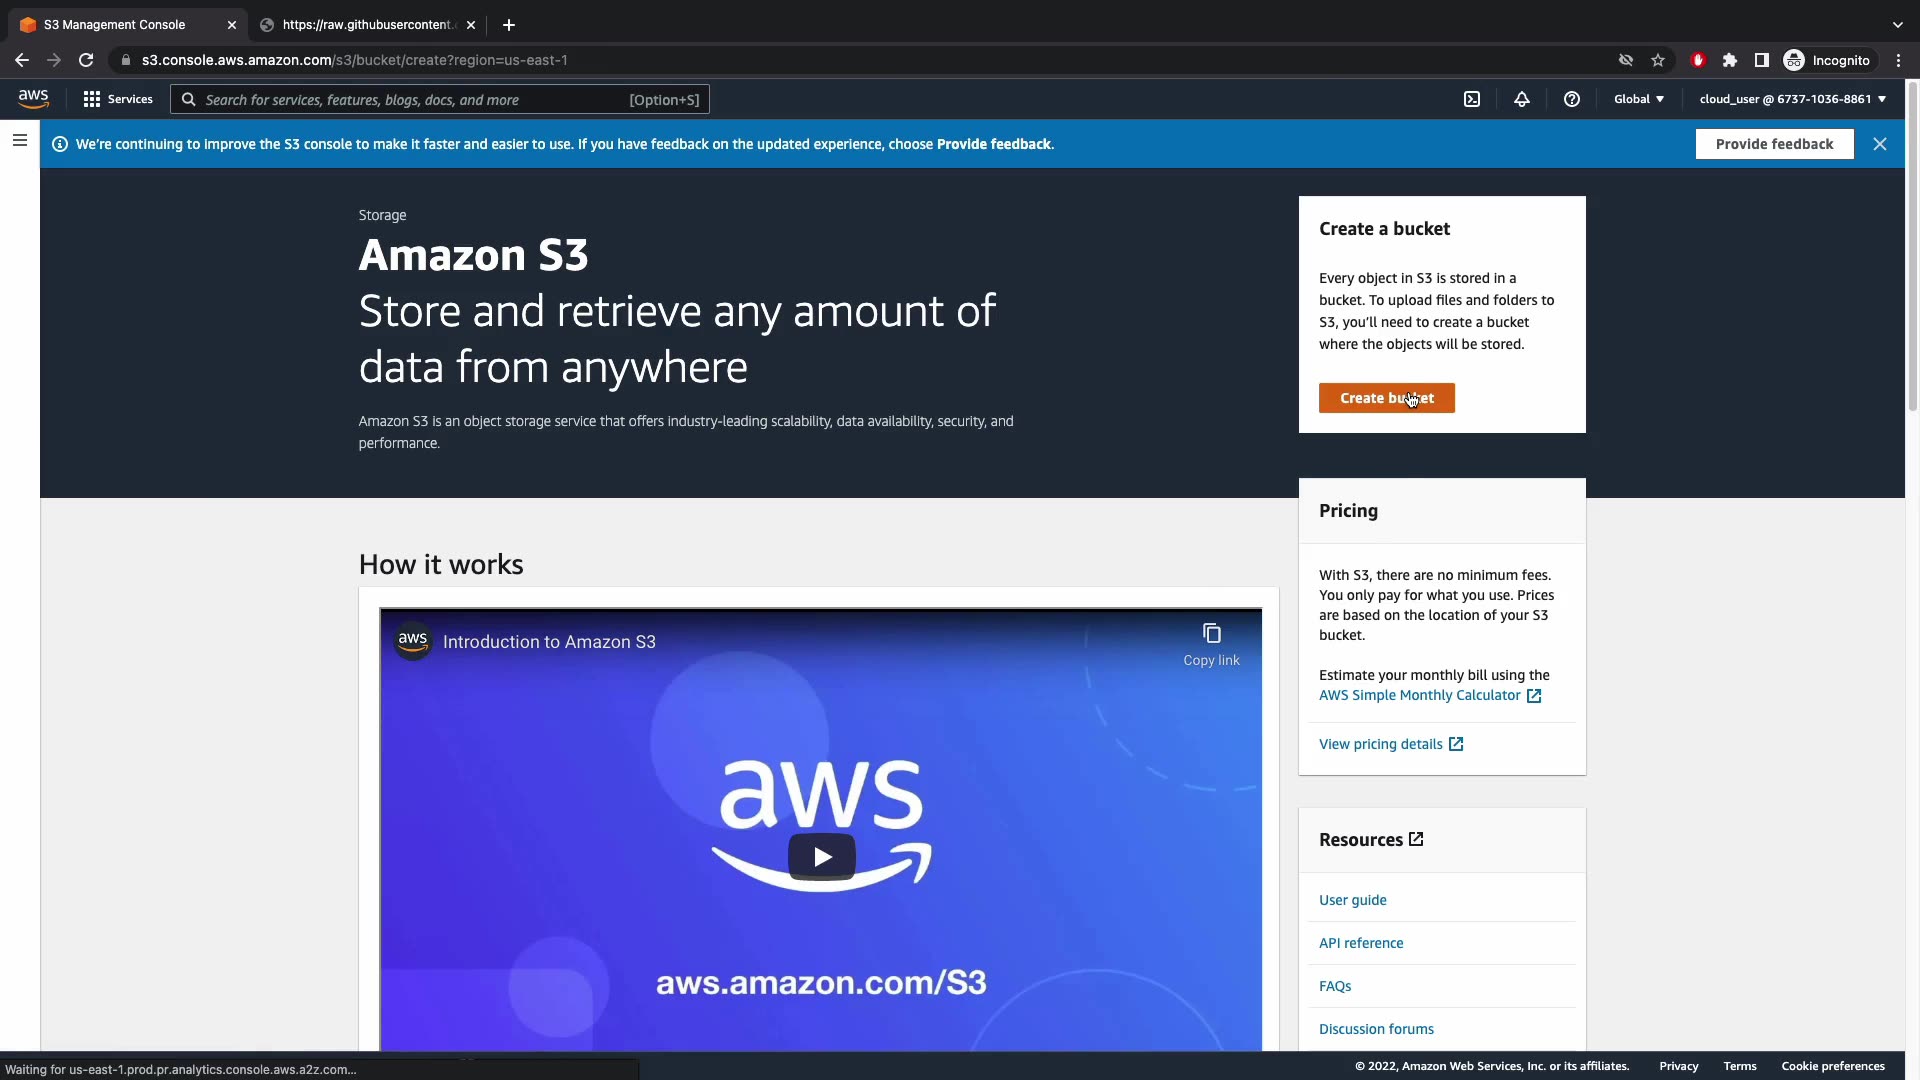 S3 Management Console
https://raw.githubusercontent.
s3.console.aws.amazon.com/s3/bucket/create?region=us-east-1
Incognito
aws
Services
Search for services, features, blogs, docs, and more
[Option+S]
Global
cloud_user @ 6737-1036-8861
We're continuing to improve the S3 console to make it faster and easier to use. If you have feedback on the updated experience, choose Provide feedback.
Provide feedback
Storage
Amazon S3
Store and retrieve any amount of
data from anywhere
Amazon S3 is an object storage service that offers industry-leading scalability, data availability, security, and
performance.
Create a bucket
Every object in S3 is stored in a
bucket. To upload files and folders to
S3, you'll need to create a bucket
where the objects will be stored.
Create bucket
How it works
aws
Introduction to Amazon S3
Copy link
aws
aws.amazon.com/S3
Pricing
With S3, there are no minimum fees.
You only pay for what you use. Prices
are based on the location of your S3
bucket.
Estimate your monthly bill using the
AWS Simple Monthly Calculator
View pricing details
Resources
User guide
API reference
FAQs
Discussion forums
Waiting for us-east-1.prod.pr.analytics.console.aws.a2z.com...
© 2022, Amazon Web Services, Inc. or its affiliates.
Privacy
Terms
Cookie preferences